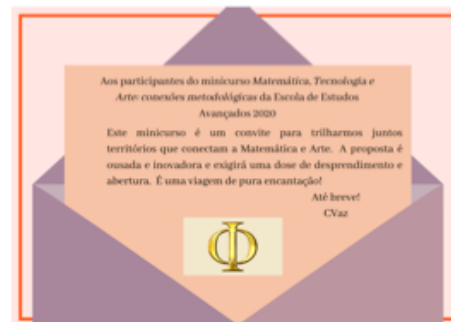 Aos participantes do minicurso Matemática, Tecnologia e
Arte: conexões metodológicas da Escola de Estudos
Avançados 2020
Este minicurso é um convite para trilharmos juntos
territórios que conectam a Matemática e Arte. A proposta é
ousada e inovadora e exigirá uma dose de desprendimento e
abertura. É uma viagem de pura encantação!
Até breve!
CVaz
Φ